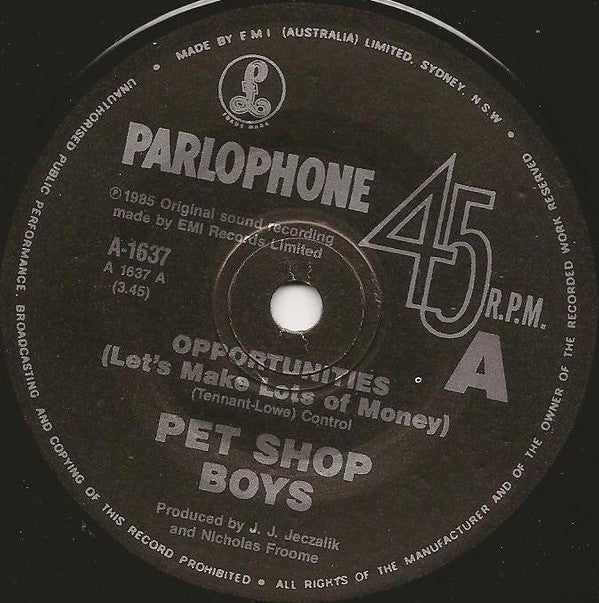 MADE BY E M I (AUSTRALIA) LIMITED, SYDNEY, N.S.W. • UNAUTHORISED PUBLIC PERFORMANCE, BROADCASTING AND COPYING OF THIS RECORD PROHIBITED • ALL RIGHTS OF THE MANUFACTURER AND OF THE OWNER OF THE RECORDED WORK RESERVED
£
TRADE MARK
PARLOPHONE
45 R.P.M.
℗ 1985 Original sound recording
made by EMI Records Limited
A-1637
A 1637 A
(3.45)
A
OPPORTUNITIES
(Let's Make Lots of Money)
(Tennant-Lowe) Control
PET SHOP
BOYS
Produced by J. J. Jeczalik
and Nicholas Froome